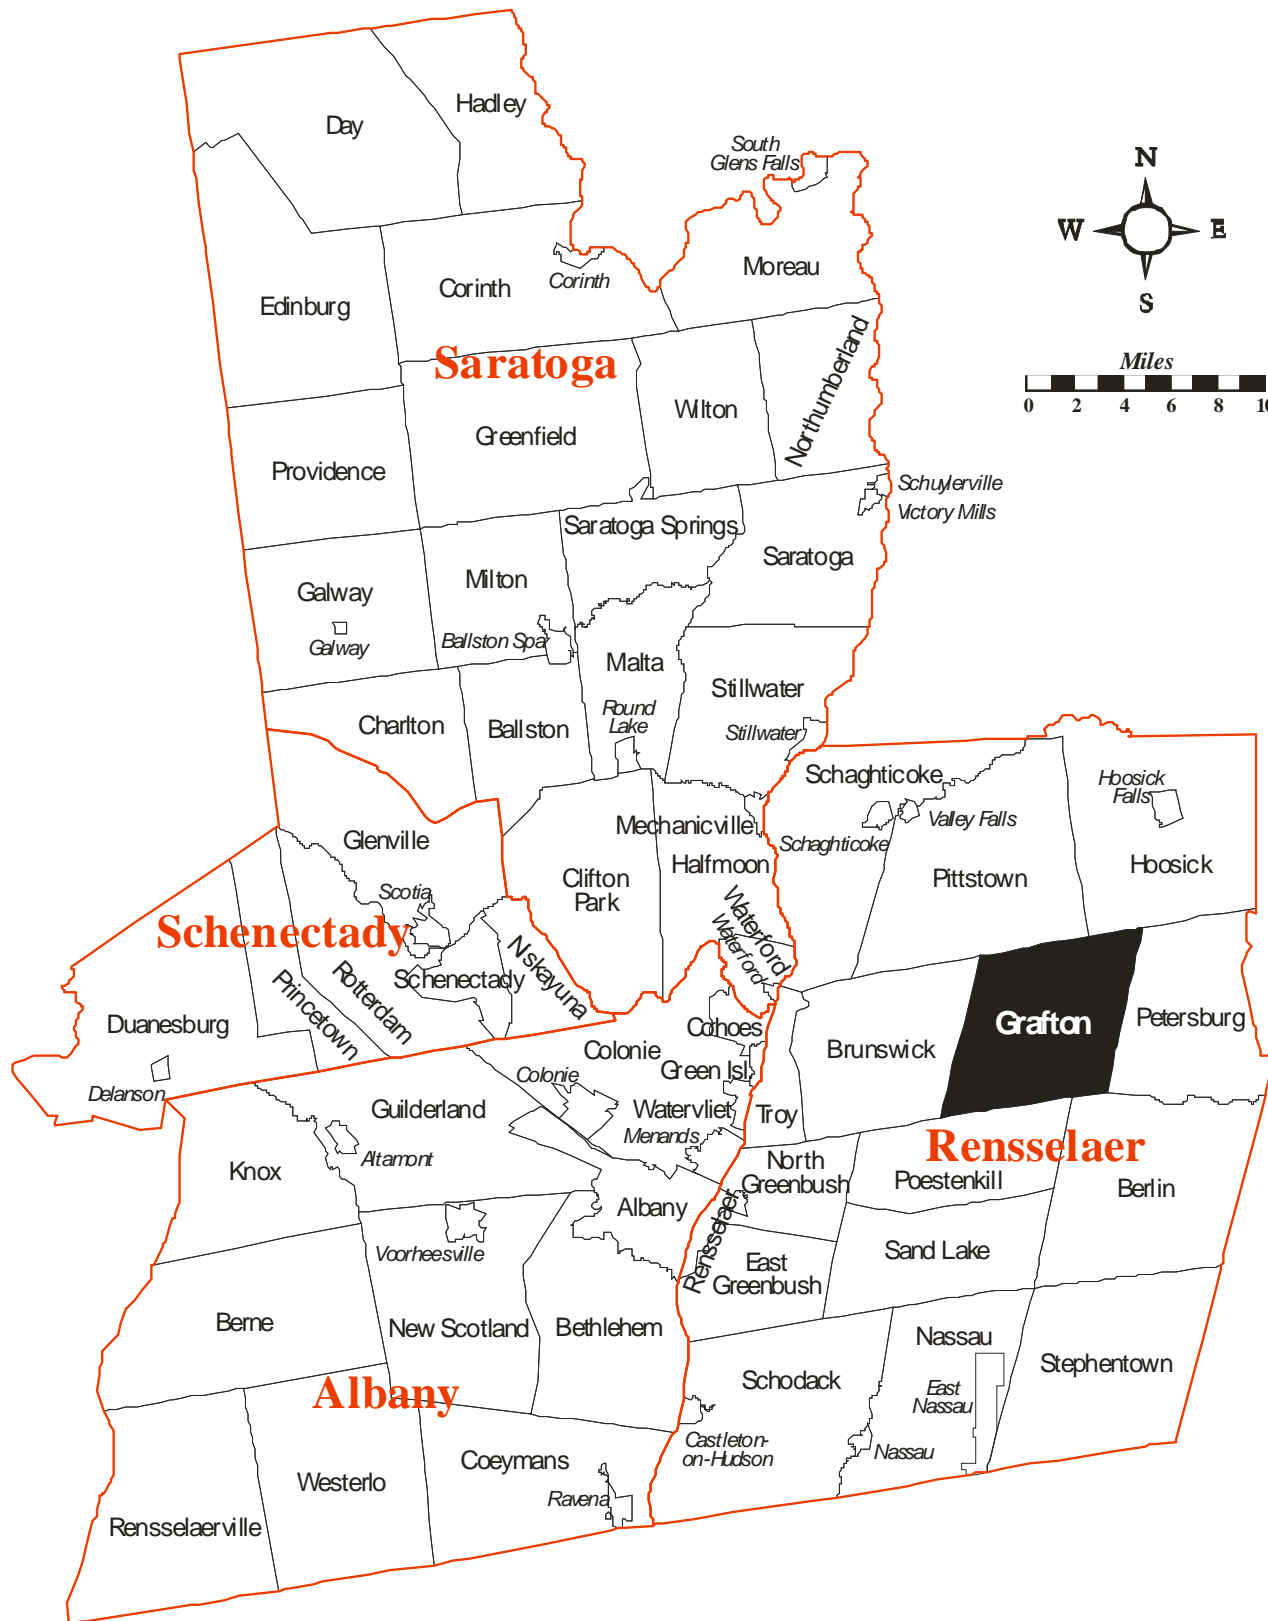 Hadley
Day
South
Glens Falls
N
W
E
S
Moreau
Corinth
Corinth
Edinburg
Saratoga
Northumberland
Miles
0 2 4 6 8 10
Wilton
Greenfield
Providence
Schuylerville
Victory Mills
Saratoga Springs
Saratoga
Milton
Galway
Galway
Ballston Spa
Malta
Stillwater
Round
Lake
Stillwater
Charlton
Ballston
Schaghticoke
Hoosick
Falls
Valley Falls
Schaghticoke
Mechanicville
Glenville
Halfmoon
Hoosick
Clifton
Park
Pittstown
Scotia
Waterford
Waterford
Schenectady
Schenectady
Niskayuna
Rotterdam
Princetown
Duanesburg
Grafton
Petersburg
Cohoes
Colonie
Brunswick
Green Isl.
Colonie
Delanson
Guilderland
Watervliet
Troy
Menands
Rensselaer
Altamont
Knox
North
Greenbush
Poestenkill
Berlin
Albany
Rensselaer
Voorheesville
Sand Lake
East
Greenbush
Berne
New Scotland
Bethlehem
Nassau
Stephentown
Schodack
Albany
East
Nassau
Castleton-
on-Hudson
Nassau
Coeymans
Westerlo
Ravena
Rensselaerville